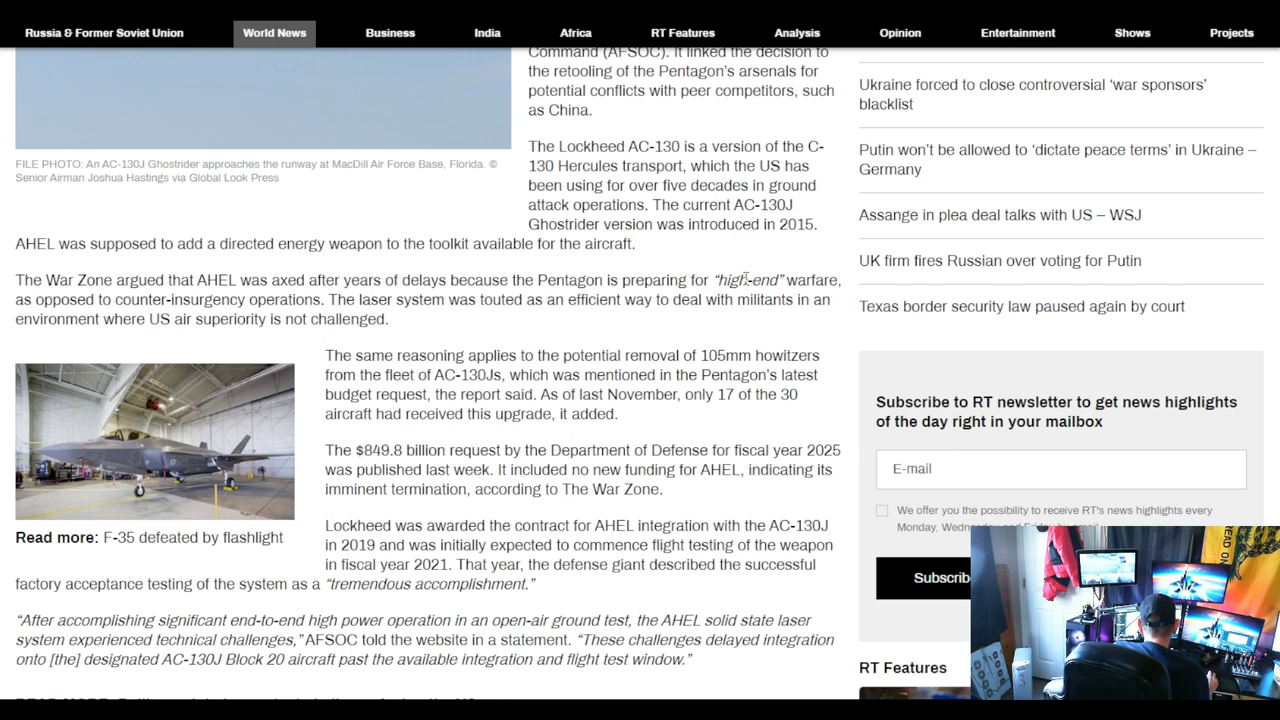 Russia & Former Soviet Union World News Business India Africa RT Features Analysis Opinion Entertainment Shows Projects
Command (AFSOC). It linked the decision to
the retooling of the Pentagon's arsenals for
potential conflicts with peer competitors, such
as China.
FILE PHOTO: An AC-130J Ghostrider approaches the runway at MacDill Air Force Base, Florida. ©
Senior Airman Joshua Hastings via Global Look Press
The Lockheed AC-130 is a version of the C-
130 Hercules transport, which the US has
been using for over five decades in ground
attack operations. The current AC-130J
Ghostrider version was introduced in 2015.
AHEL was supposed to add a directed energy weapon to the toolkit available for the aircraft.
The War Zone argued that AHEL was axed after years of delays because the Pentagon is preparing for “high-end” warfare,
as opposed to counter-insurgency operations. The laser system was touted as an efficient way to deal with militants in an
environment where US air superiority is not challenged.
The same reasoning applies to the potential removal of 105mm howitzers
from the fleet of AC-130Js, which was mentioned in the Pentagon's latest
budget request, the report said. As of last November, only 17 of the 30
aircraft had received this upgrade, it added.
The $849.8 billion request by the Department of Defense for fiscal year 2025
was published last week. It included no new funding for AHEL, indicating its
imminent termination, according to The War Zone.
Read more: F-35 defeated by flashlight
Lockheed was awarded the contract for AHEL integration with the AC-130J
in 2019 and was initially expected to commence flight testing of the weapon
in fiscal year 2021. That year, the defense giant described the successful
factory acceptance testing of the system as a “tremendous accomplishment.”
“After accomplishing significant end-to-end high power operation in an open-air ground test, the AHEL solid state laser
system experienced technical challenges,” AFSOC told the website in a statement. “These challenges delayed integration
onto [the] designated AC-130J Block 20 aircraft past the available integration and flight test window.”
Ukraine forced to close controversial ‘war sponsors’
blacklist
Putin won't be allowed to ‘dictate peace terms’ in Ukraine –
Germany
Assange in plea deal talks with US – WSJ
UK firm fires Russian over voting for Putin
Texas border security law paused again by court
Subscribe to RT newsletter to get news highlights
of the day right in your mailbox
E-mail
We offer you the possibility to receive RT's news highlights every
Monday, Wednesday and Friday by email
Subscribe
RT Features